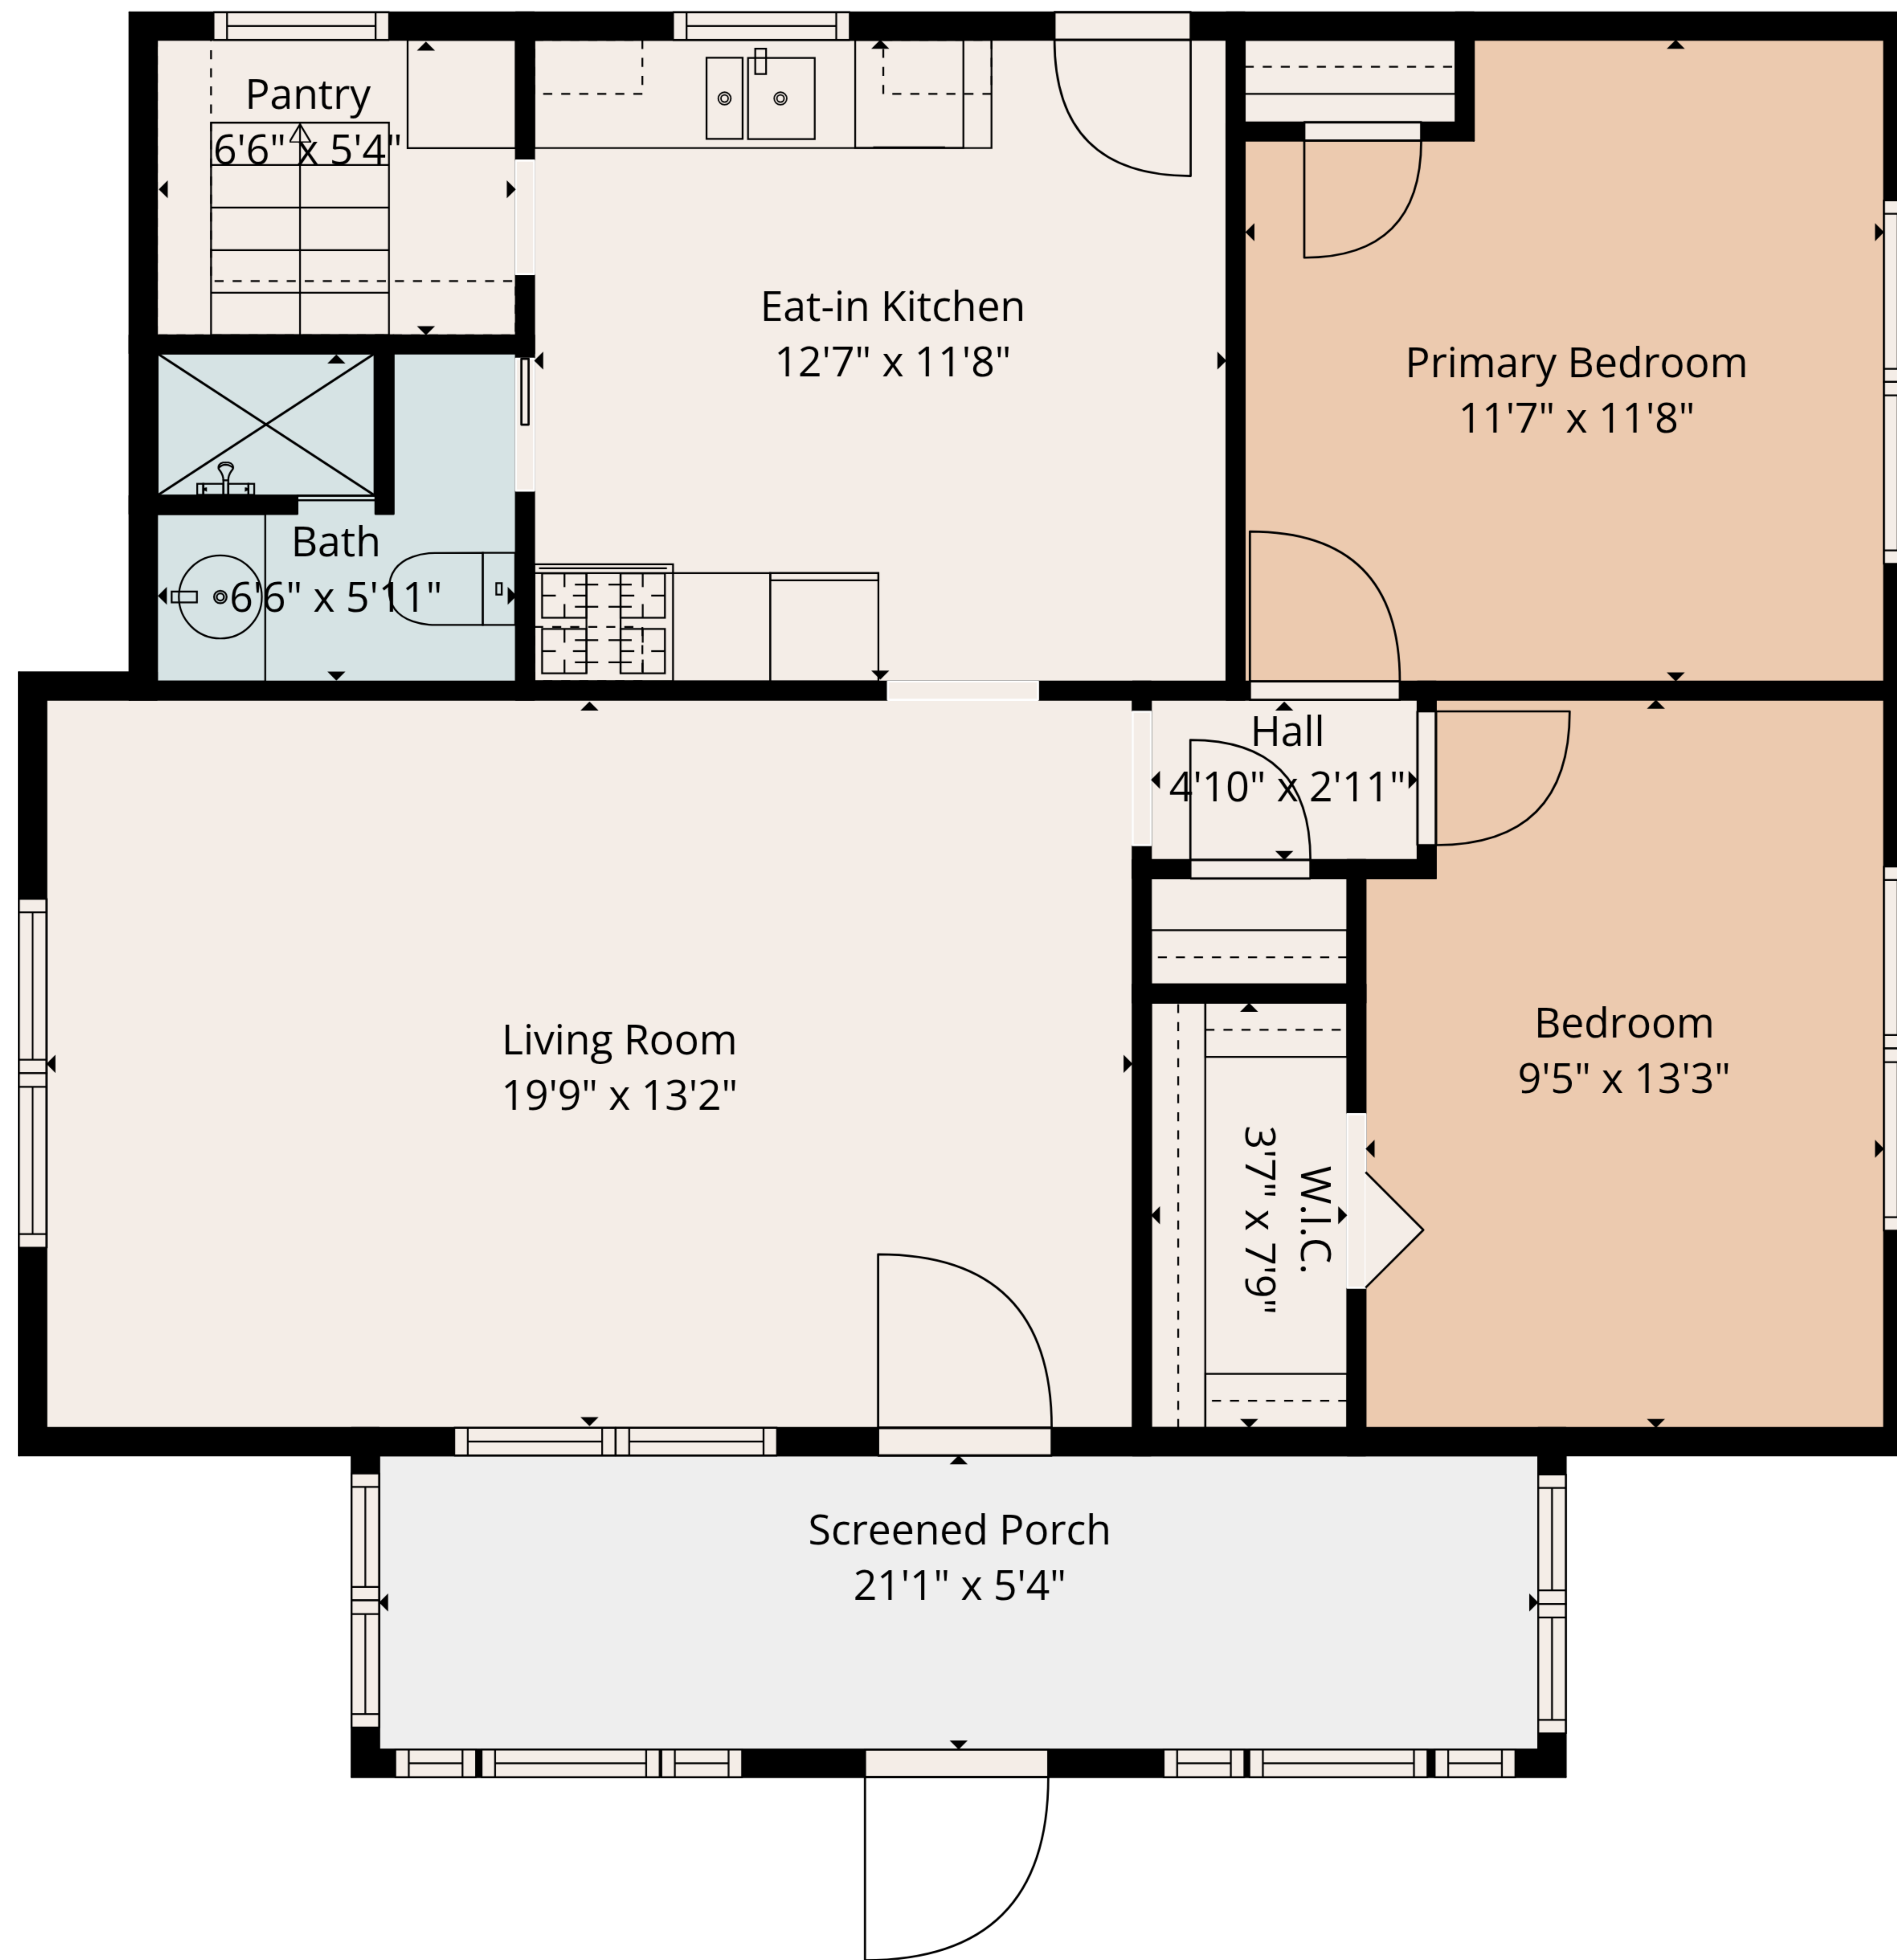 Pantry
6'6" x 5'4"
Eat-in Kitchen
12'7" x 11'8"
Primary Bedroom
11'7" x 11'8"
Bath
6'6" x 5'11"
Hall
4'10" x 2'11"
Living Room
19'9" x 13'2"
Bedroom
9'5" x 13'3"
W.I.C.
3'7" x 7'9"
Screened Porch
21'1" x 5'4"